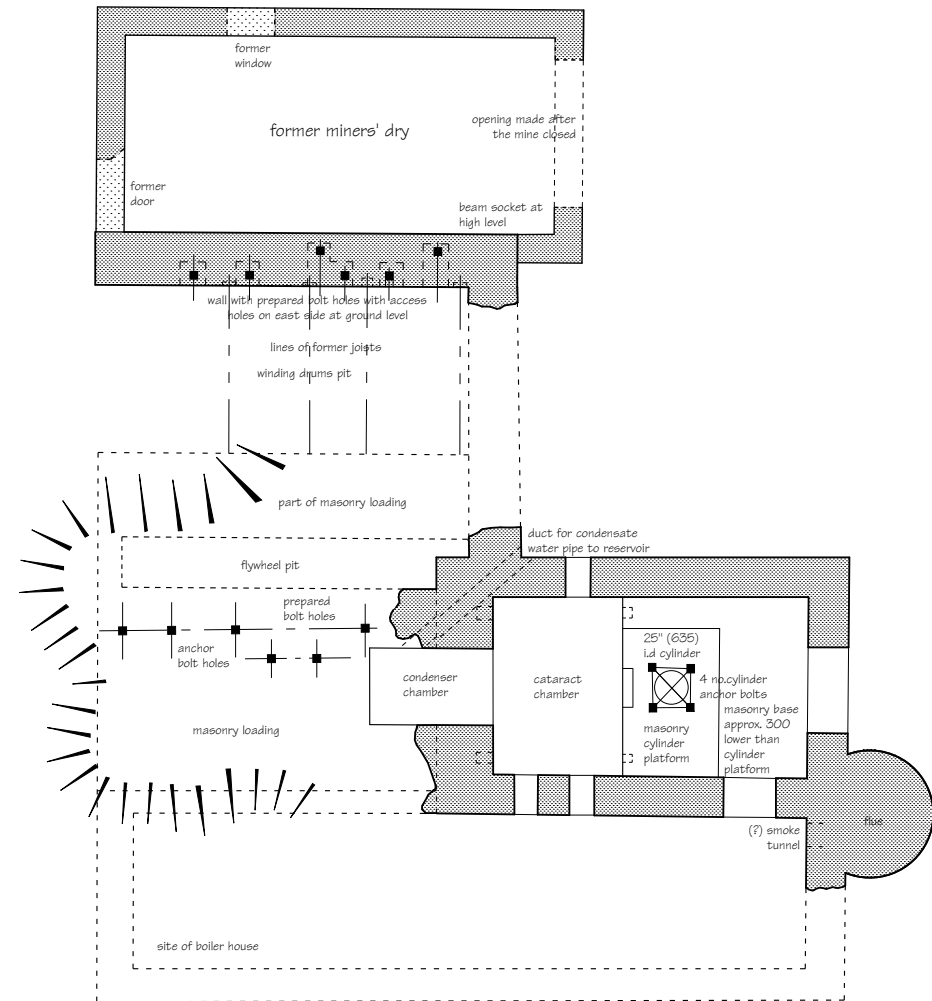 former
window
former miners' dry
opening made after
the mine closed
former
door
beam socket at
high level
wall with prepared bolt holes with access
holes on east side at ground level
lines of former joists
winding drums pit
part of masonry loading
duct for condensate
water pipe to reservoir
flywheel pit
prepared
bolt holes
anchor
bolt holes
25" (635)
i.d cylinder
condenser
chamber
cataract
chamber
4 no.cylinder
anchor bolts
masonry base
approx. 300
lower than
cylinder
platform
masonry
cylinder
platform
masonry loading
(?) smoke
tunnel
flue
site of boiler house